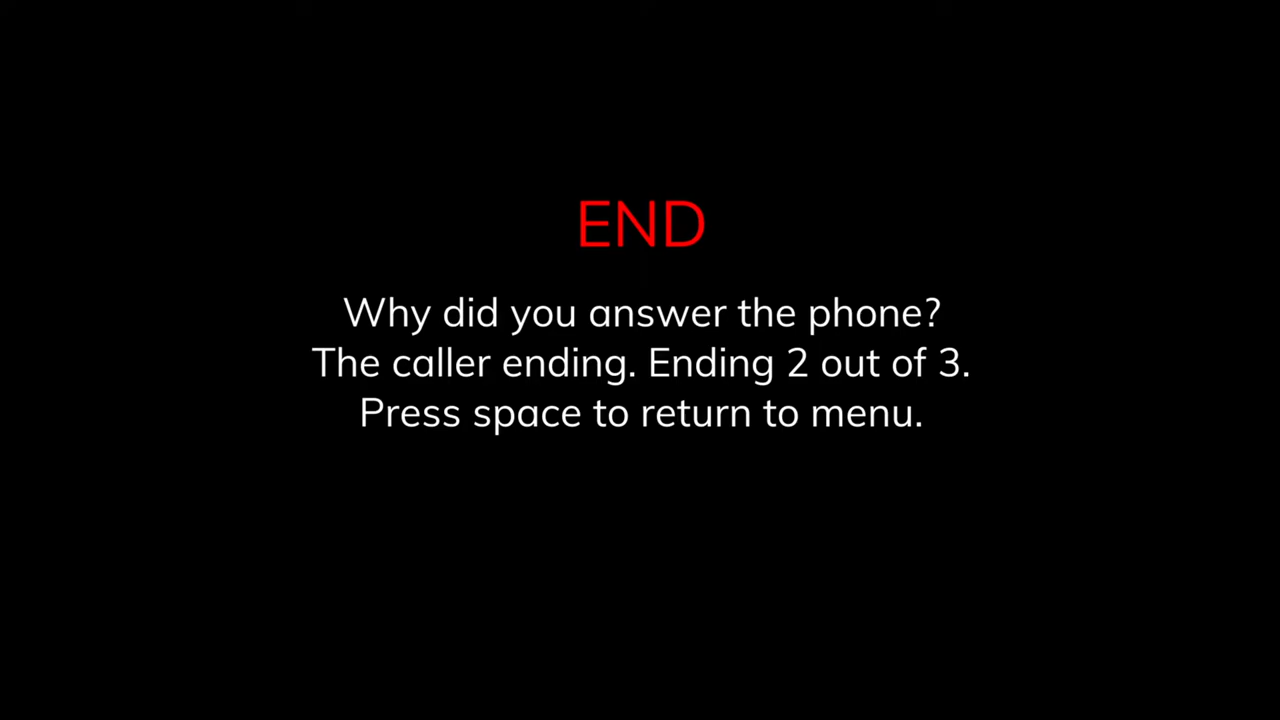 END
Why did you answer the phone?
The caller ending. Ending 2 out of 3.
Press space to return to menu.